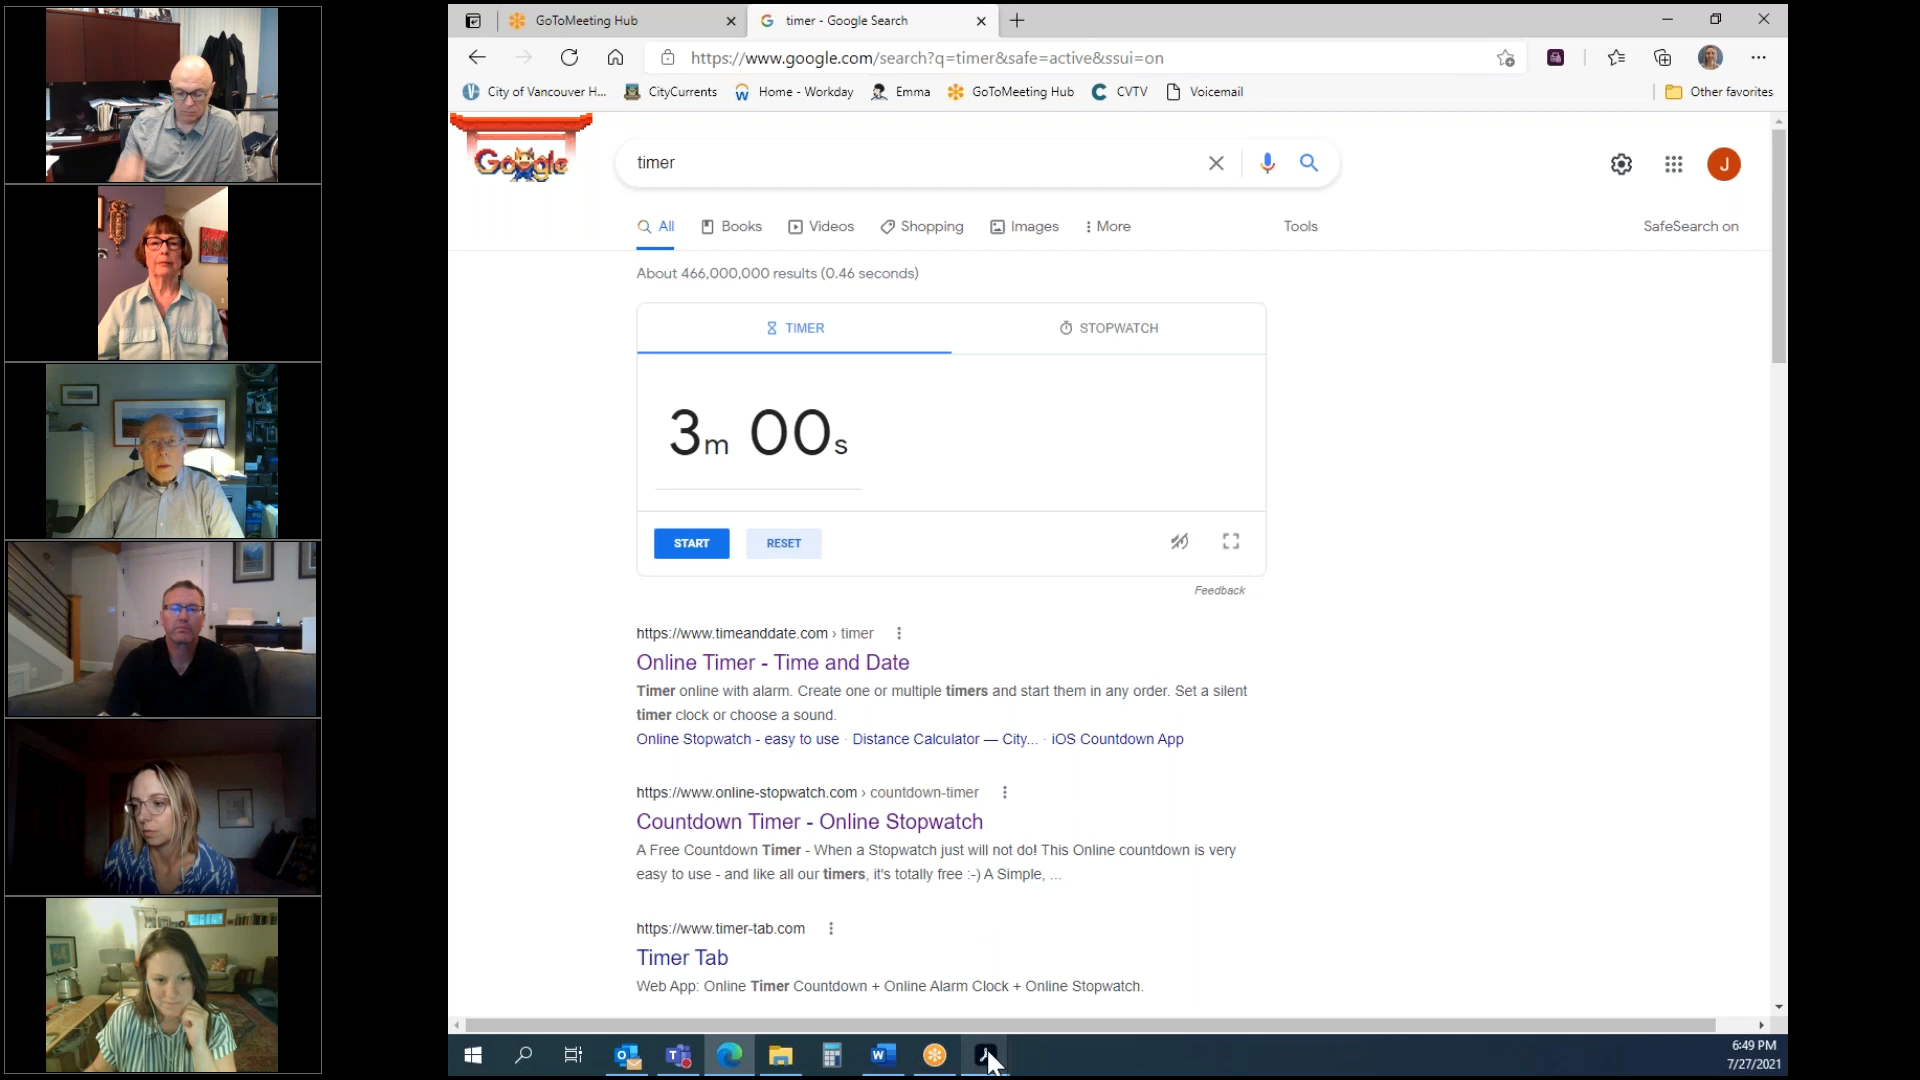 GoToMeeting Hub
timer - Google Search
https://www.google.com/search?q=timer&safe=active&ssui=on
City of Vancouver H... CityCurrents Home - Workday Emma GoToMeeting Hub CVTV Voicemail Other favorites
Google
timer
J
All Books Videos Shopping Images More Tools SafeSearch on
About 466,000,000 results (0.46 seconds)
TIMER STOPWATCH
3m 00s
START RESET
Feedback
https://www.timeanddate.com › timer
Online Timer - Time and Date
Timer online with alarm. Create one or multiple timers and start them in any order. Set a silent
timer clock or choose a sound.
Online Stopwatch - easy to use · Distance Calculator — City... · iOS Countdown App
https://www.online-stopwatch.com › countdown-timer
Countdown Timer - Online Stopwatch
A Free Countdown Timer - When a Stopwatch just will not do! This Online countdown is very
easy to use - and like all our timers, it's totally free :-) A Simple, ...
https://www.timer-tab.com
Timer Tab
Web App: Online Timer Countdown + Online Alarm Clock + Online Stopwatch.
6:49 PM
7/27/2021